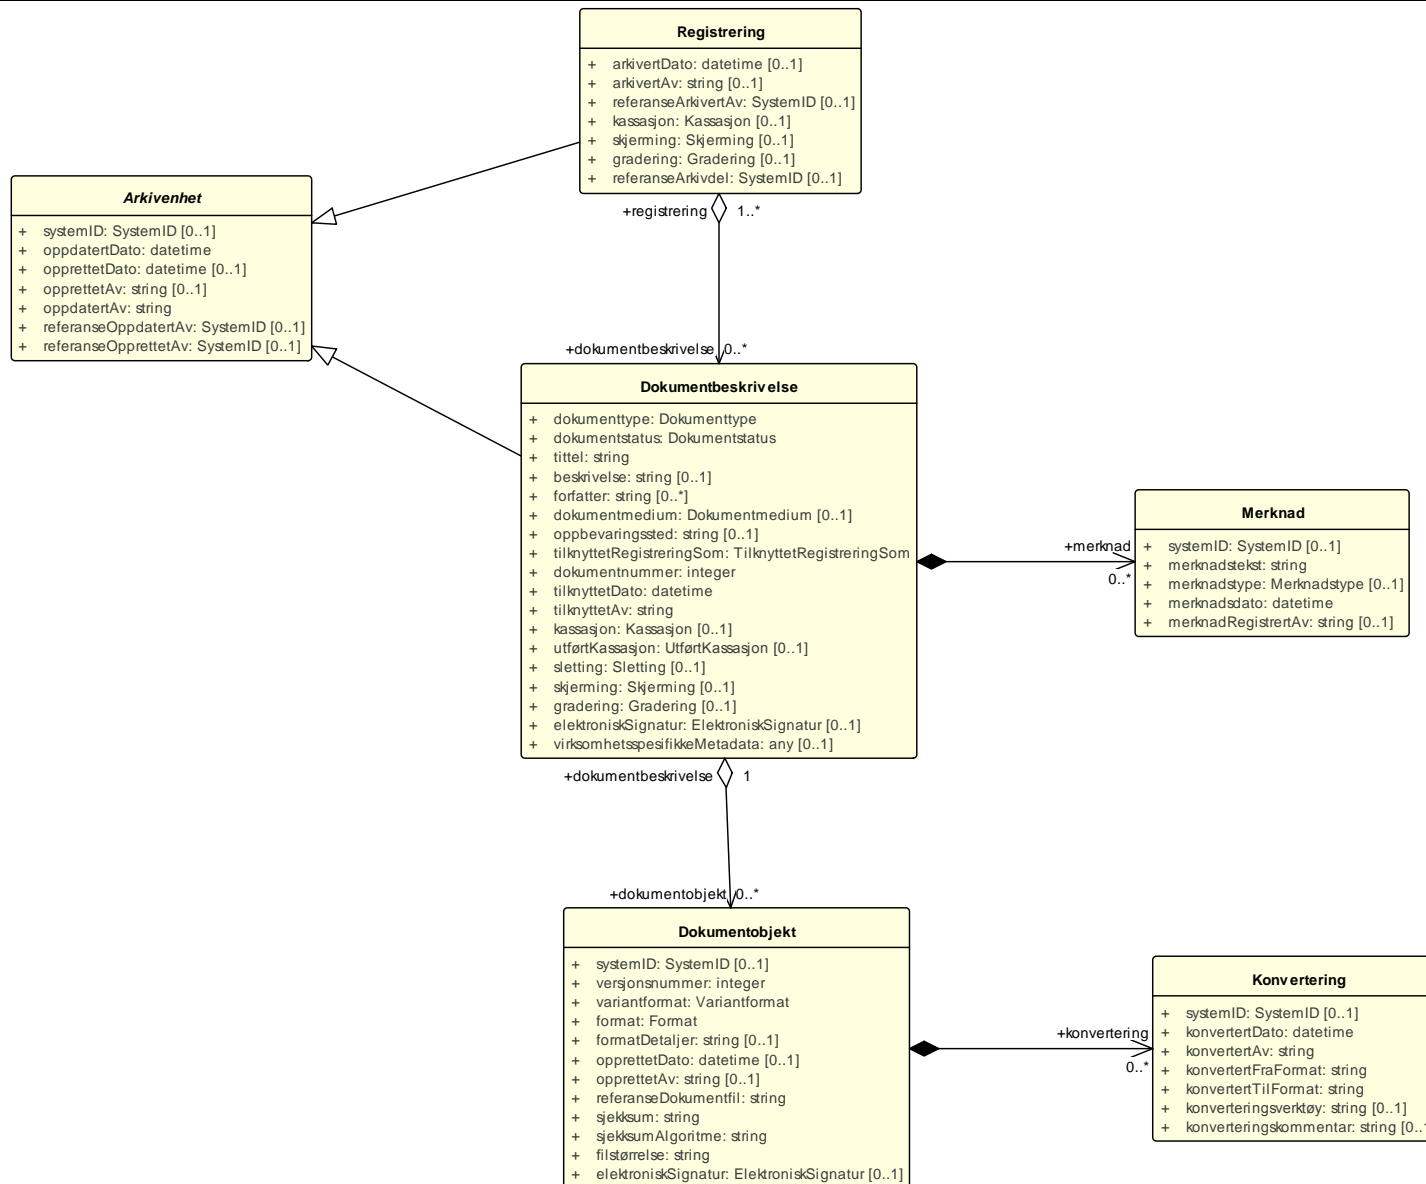 Registrering
+ arkivertDato: datetime [0..1]
+ arkivertAv: string [0..1]
+ referanseArkivertAv: SystemID [0..1]
+ kassasjon: Kassasjon [0..1]
+ skjerming: Skjerming [0..1]
+ gradering: Gradering [0..1]
+ referanseArkivdel: SystemID [0..1]
+registrering 1..*
Arkivenhet
+ systemID: SystemID [0..1]
+ oppdatertDato: datetime
+ opprettetDato: datetime [0..1]
+ opprettetAv: string [0..1]
+ oppdatertAv: string
+ referanseOppdatertAv: SystemID [0..1]
+ referanseOpprettetAv: SystemID [0..1]
+dokumentbeskrivelse 0..*
Dokumentbeskrivelse
+ dokumenttype: Dokumenttype
+ dokumentstatus: Dokumentstatus
+ tittel: string
+ beskrivelse: string [0..1]
+ forfatter: string [0..*]
+ dokumentmedium: Dokumentmedium [0..1]
+ oppbevaringssted: string [0..1]
+ tilknyttetRegistreringSom: TilknyttetRegistreringSom
+ dokumentnummer: integer
+ tilknyttetDato: datetime
+ tilknyttetAv: string
+ kassasjon: Kassasjon [0..1]
+ utførtKassasjon: UtførtKassasjon [0..1]
+ sletting: Sletting [0..1]
+ skjerming: Skjerming [0..1]
+ gradering: Gradering [0..1]
+ elektroniskSignatur: ElektroniskSignatur [0..1]
+ virksomhetsspesifikkeMetadata: any [0..1]
+merknad
0..*
Merknad
+ systemID: SystemID [0..1]
+ merknadstekst: string
+ merknadstype: Merknadstype [0..1]
+ merknadsdato: datetime
+ merknadRegistrertAv: string [0..1]
+dokumentbeskrivelse 1
+dokumentobjekt 0..*
Dokumentobjekt
+ systemID: SystemID [0..1]
+ versjonsnummer: integer
+ variantformat: Variantformat
+ format: Format
+ formatDetaljer: string [0..1]
+ opprettetDato: datetime [0..1]
+ opprettetAv: string [0..1]
+ referanseDokumentfil: string
+ sjekksum: string
+ sjekksumAlgoritme: string
+ filstørrelse: string
+ elektroniskSignatur: ElektroniskSignatur [0..1]
+konvertering
0..*
Konvertering
+ systemID: SystemID [0..1]
+ konvertertDato: datetime
+ konvertertAv: string
+ konvertertFraFormat: string
+ konvertertTilFormat: string
+ konverteringsverktøy: string [0..1]
+ konverteringskommentar: string [0..1